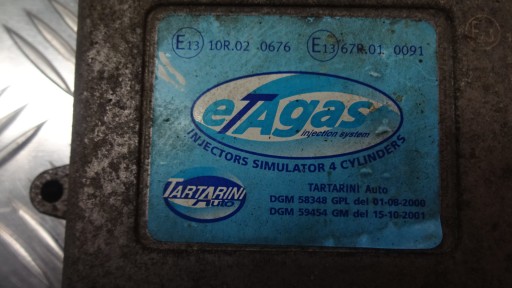 E13 10R.02 0676 E13 67R.01 0091
eTAgas
injection system
INJECTORS SIMULATOR 4 CYLINDERS
TARTARINI
Auto
TARTARINI Auto
DGM 58348 GPL del 01-08-2000
DGM 59454 GM del 15-10-2001